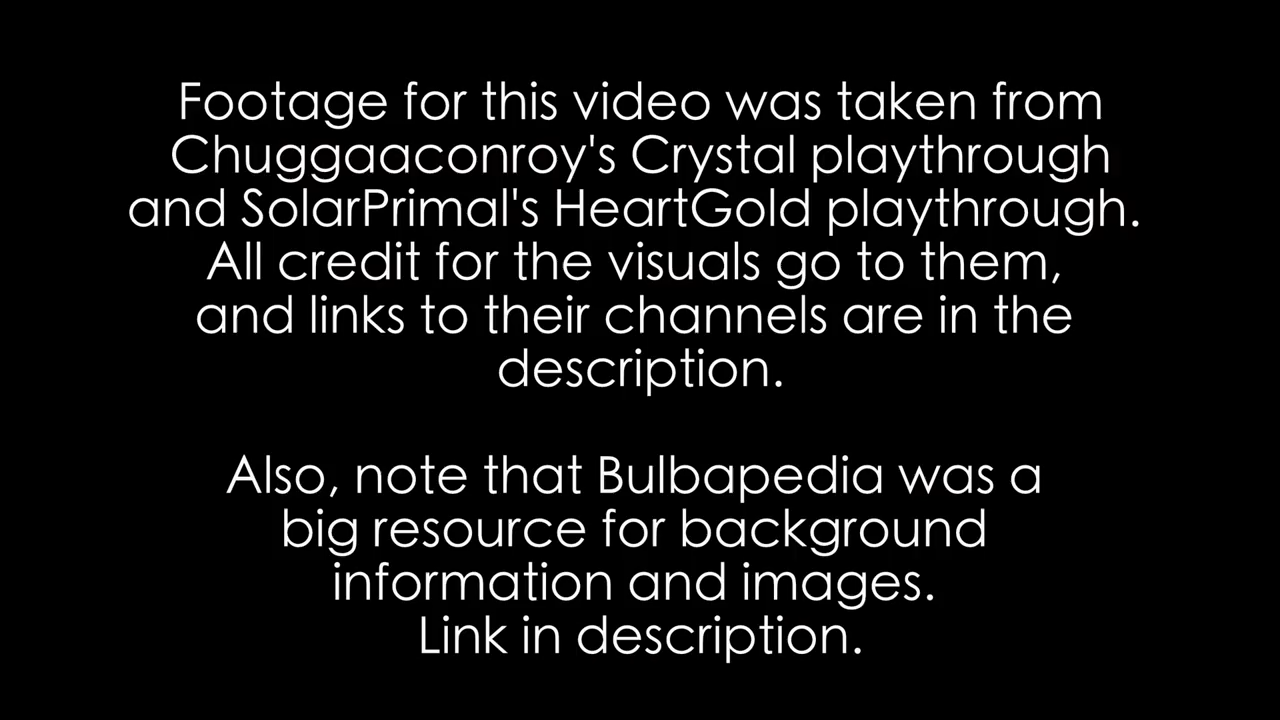 Footage for this video was taken from
Chuggaaconroy's Crystal playthrough
and SolarPrimal's HeartGold playthrough.
All credit for the visuals go to them,
and links to their channels are in the
description.
Also, note that Bulbapedia was a
big resource for background
information and images.
Link in description.